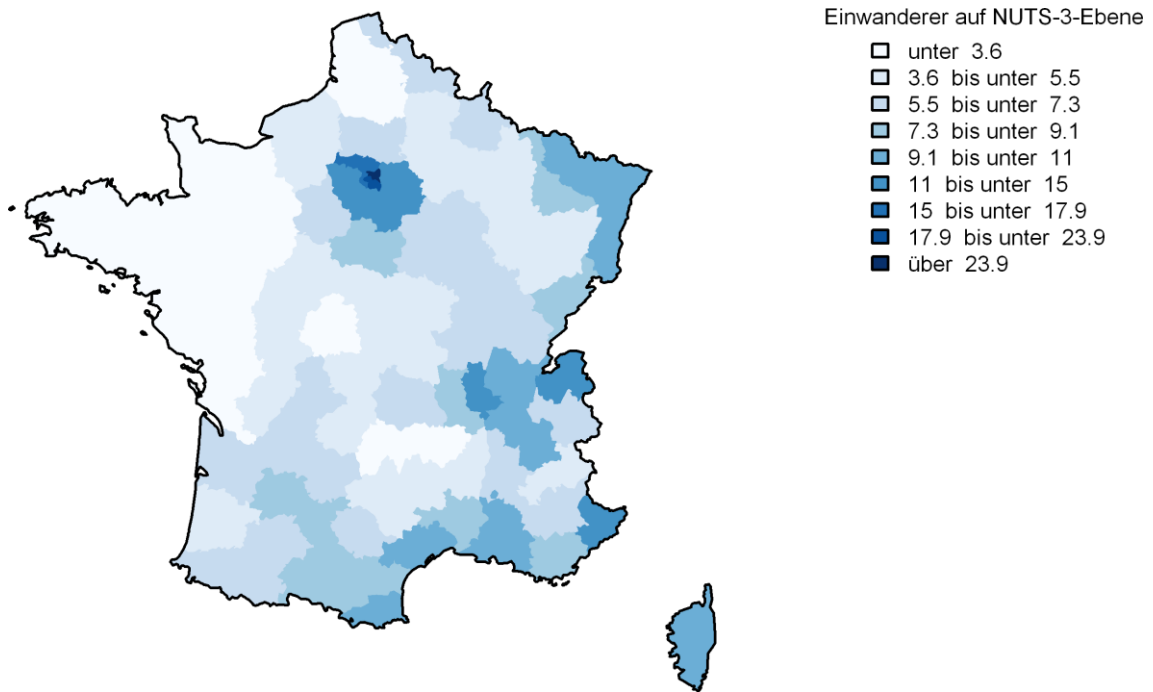 Einwanderer auf NUTS-3-Ebene
unter 3.6
3.6 bis unter 5.5
5.5 bis unter 7.3
7.3 bis unter 9.1
9.1 bis unter 11
11 bis unter 15
15 bis unter 17.9
17.9 bis unter 23.9
über 23.9